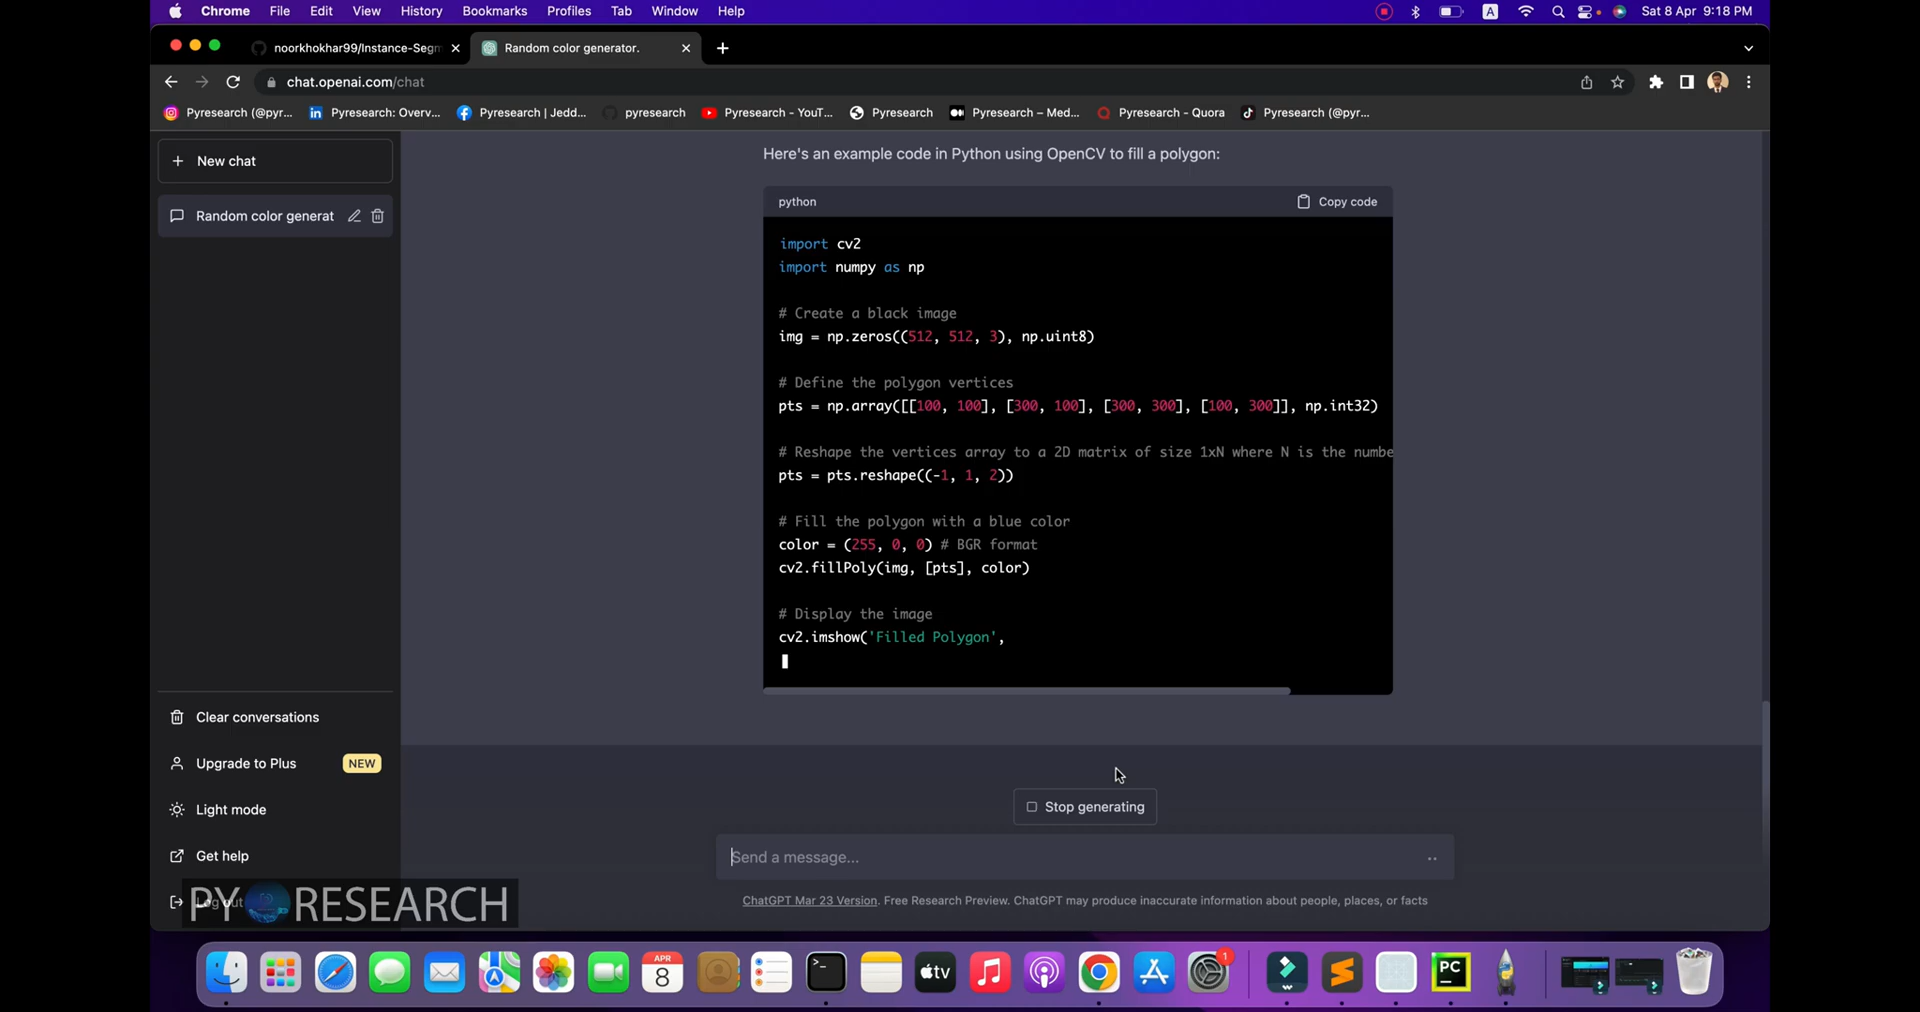 Chrome File Edit View History Bookmarks Profiles Tab Window Help
A Sat 8 Apr 9:18 PM
noorkhokhar99/Instance-Segm
Random color generator.
chat.openai.com/chat
Pyresearch (@pyr...
Pyresearch: Overv...
Pyresearch | Jedd...
pyresearch
Pyresearch - YouT...
Pyresearch
Pyresearch – Med...
Pyresearch - Quora
Pyresearch (@pyr...
New chat
Random color generat
Here's an example code in Python using OpenCV to fill a polygon:
python
Copy code
import cv2
import numpy as np
# Create a black image
img = np.zeros((512, 512, 3), np.uint8)
# Define the polygon vertices
pts = np.array([[100, 100], [300, 100], [300, 300], [100, 300]], np.int32)
# Reshape the vertices array to a 2D matrix of size 1xN where N is the numbe
pts = pts.reshape((-1, 1, 2))
# Fill the polygon with a blue color
color = (255, 0, 0) # BGR format
cv2.fillPoly(img, [pts], color)
# Display the image
cv2.imshow('Filled Polygon',
Stop generating
Send a message...
ChatGPT Mar 23 Version. Free Research Preview. ChatGPT may produce inaccurate information about people, places, or facts
Clear conversations
Upgrade to Plus NEW
Light mode
Get help
Log out
PY RESEARCH
APR
8
tv
1
PC